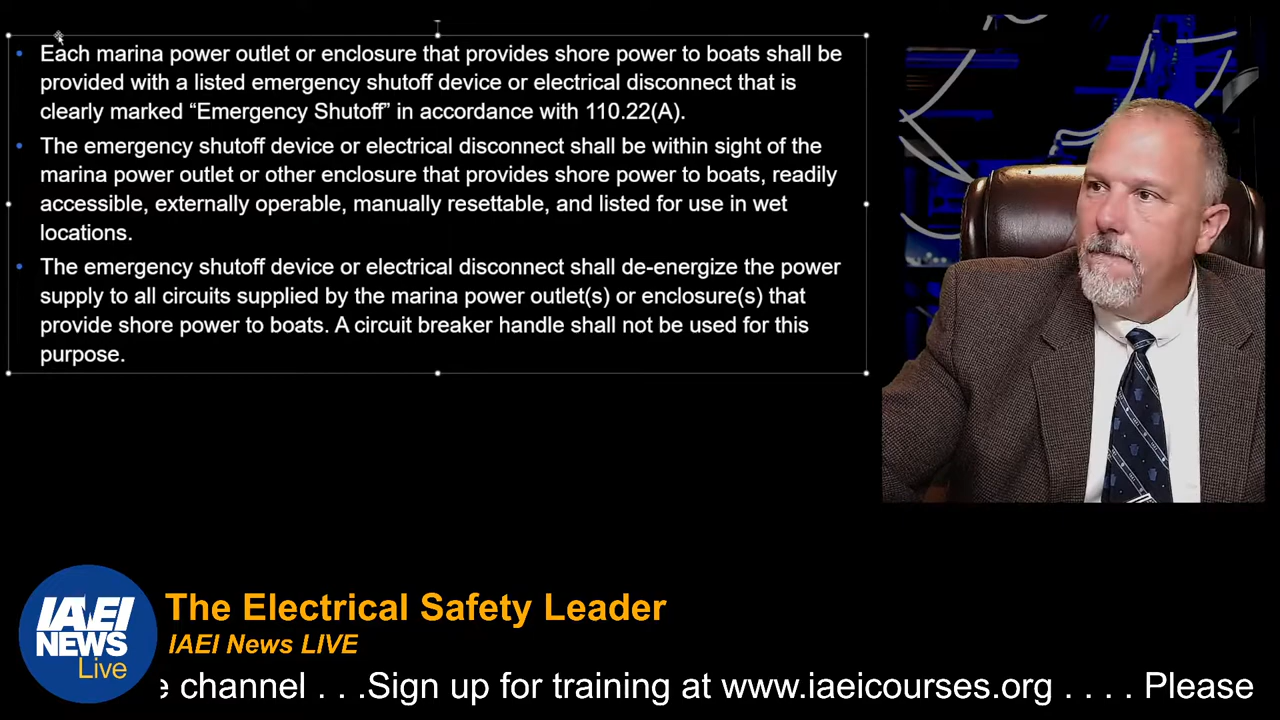 Each marina power outlet or enclosure that provides shore power to boats shall be
provided with a listed emergency shutoff device or electrical disconnect that is
clearly marked “Emergency Shutoff” in accordance with 110.22(A).
The emergency shutoff device or electrical disconnect shall be within sight of the
marina power outlet or other enclosure that provides shore power to boats, readily
accessible, externally operable, manually resettable, and listed for use in wet
locations.
The emergency shutoff device or electrical disconnect shall de-energize the power
supply to all circuits supplied by the marina power outlet(s) or enclosure(s) that
provide shore power to boats. A circuit breaker handle shall not be used for this
purpose.
IAEI
NEWS
Live
The Electrical Safety Leader
IAEI News LIVE
e channel . . .Sign up for training at www.iaeicourses.org . . . . Please